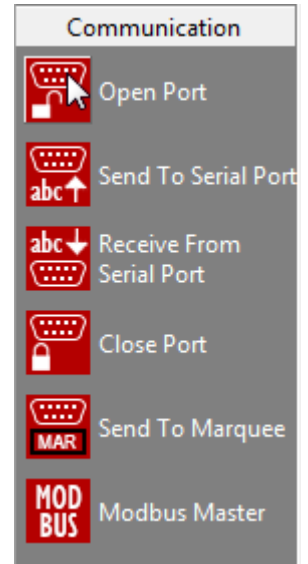 Communication
Open Port
abc
Send To Serial Port
abc
Receive From
Serial Port
Close Port
MAR
Send To Marquee
MOD
BUS
Modbus Master